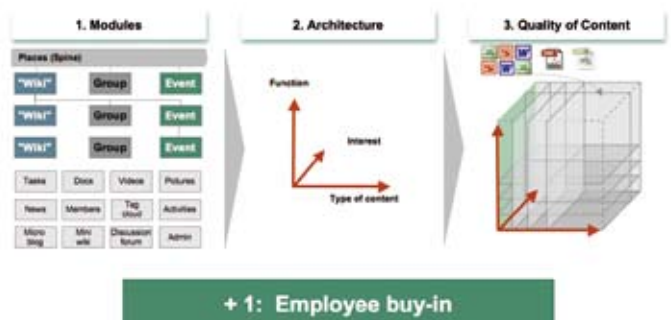 1. Modules
2. Architecture
3. Quality of Content
Places (Spine)
"Wiki" Group Event
"Wiki" Group Event
"Wiki" Group Event
Tasks Docs Videos Pictures
News Members Tag cloud Activities
Micro blog Mini wiki Discussion forum Admin
Function
Interest
Type of content
+ 1: Employee buy-in